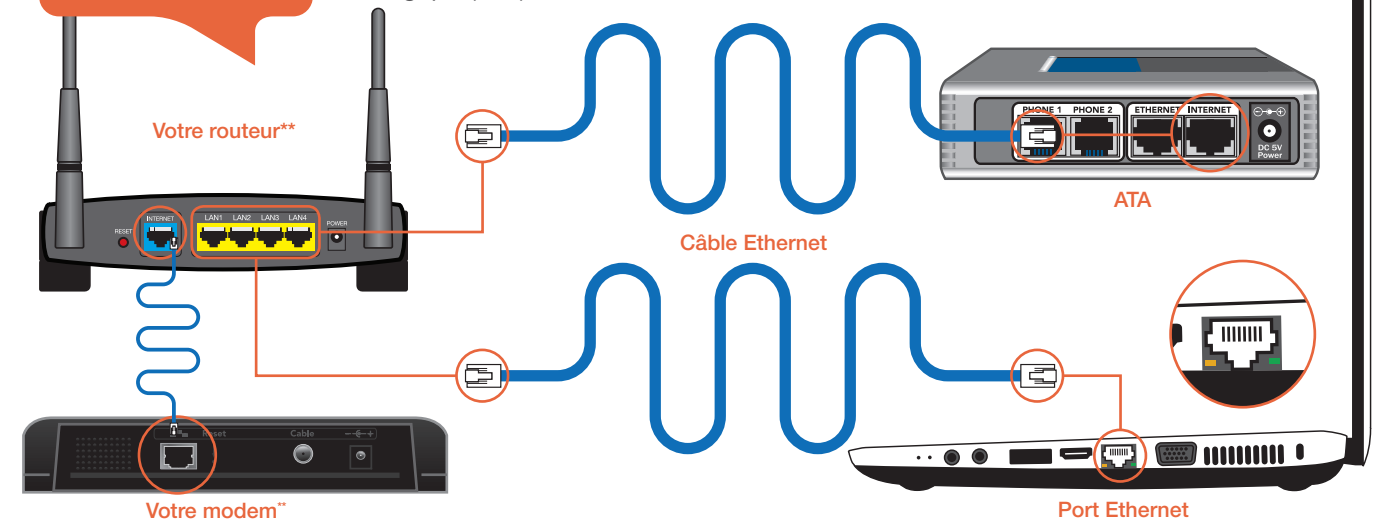 Votre routeur**
PHONE 1 PHONE 2 ETHERNET INTERNET
DC 5V
Power
ATA
INTERNET LAN1 LAN2 LAN3 LAN4 POWER
RESET
Câble Ethernet
Reset Cable
Votre modem**
Port Ethernet